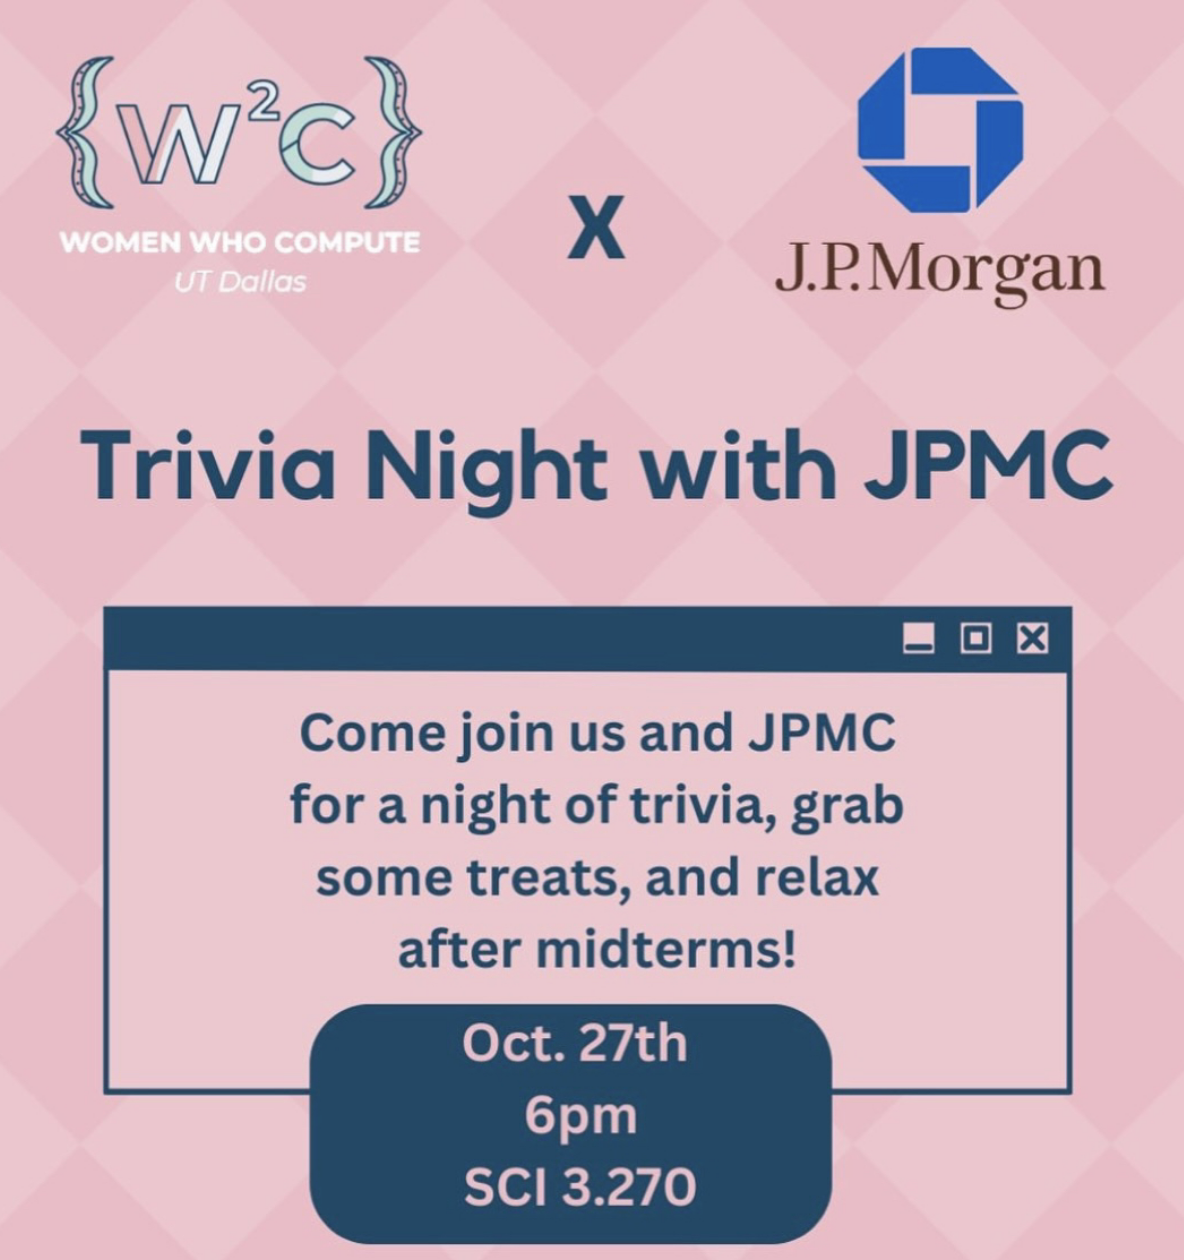 {W²C}
WOMEN WHO COMPUTE
UT Dallas
X
J.P.Morgan
Trivia Night with JPMC
Come join us and JPMC
for a night of trivia, grab
some treats, and relax
after midterms!
Oct. 27th
6pm
SCI 3.270